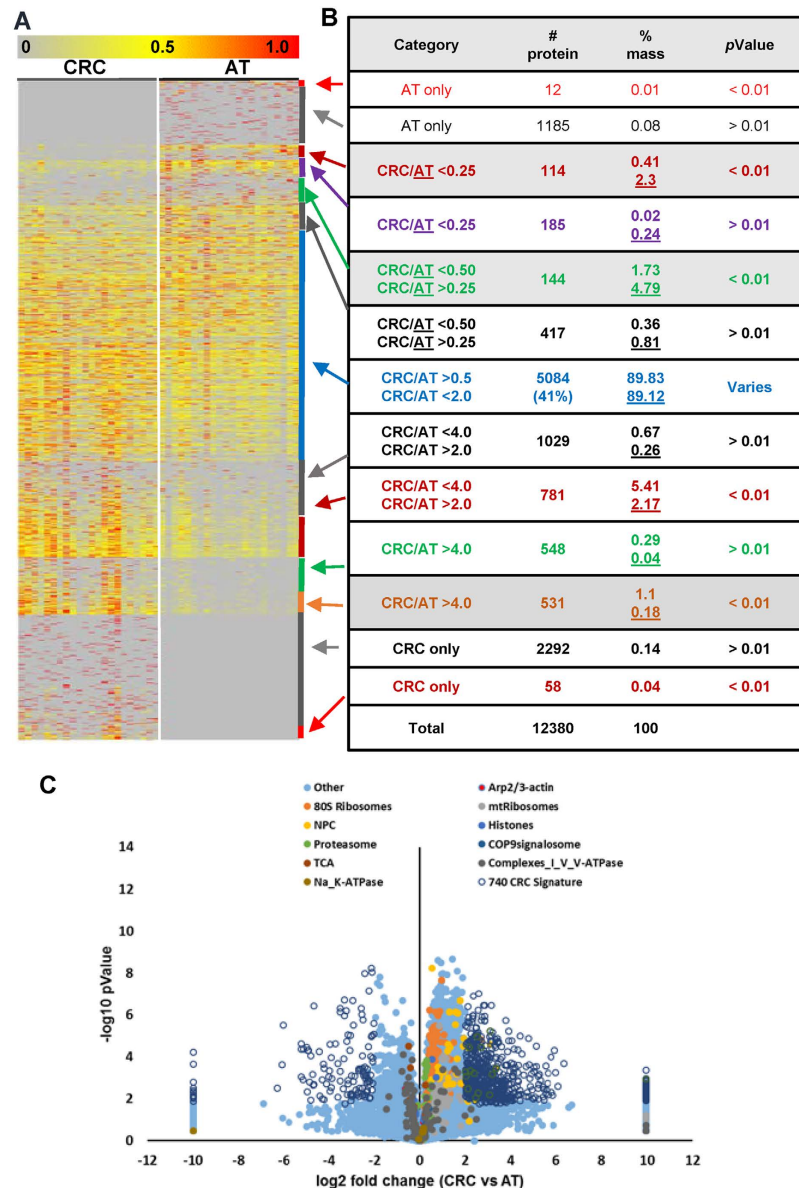 A
0 0.5 1.0
CRC AT
B
Category # protein % mass pValue
AT only 12 0.01 < 0.01
AT only 1185 0.08 > 0.01
CRC/AT <0.25 114 0.41 2.3 < 0.01
CRC/AT <0.25 185 0.02 0.24 > 0.01
CRC/AT <0.50 144 1.73 < 0.01
CRC/AT >0.25 4.79
CRC/AT <0.50 417 0.36 > 0.01
CRC/AT >0.25 0.81
CRC/AT >0.5 5084 89.83 Varies
CRC/AT <2.0 (41%) 89.12
CRC/AT <4.0 1029 0.67 > 0.01
CRC/AT >2.0 0.26
CRC/AT <4.0 781 5.41 < 0.01
CRC/AT >2.0 2.17
CRC/AT >4.0 548 0.29 0.04 > 0.01
CRC/AT >4.0 531 1.1 0.18 < 0.01
CRC only 2292 0.14 > 0.01
CRC only 58 0.04 < 0.01
Total 12380 100
C
Other Arp2/3-actin
80S Ribosomes mtRibosomes
NPC Histones
Proteasome COP9signalosome
TCA Complexes_I_V_V-ATPase
Na_K-ATPase 740 CRC Signature
14
12
10
8
6
4
2
0
-log10 pValue
-12 -10 -8 -6 -4 -2 0 2 4 6 8 10 12
log2 fold change (CRC vs AT)